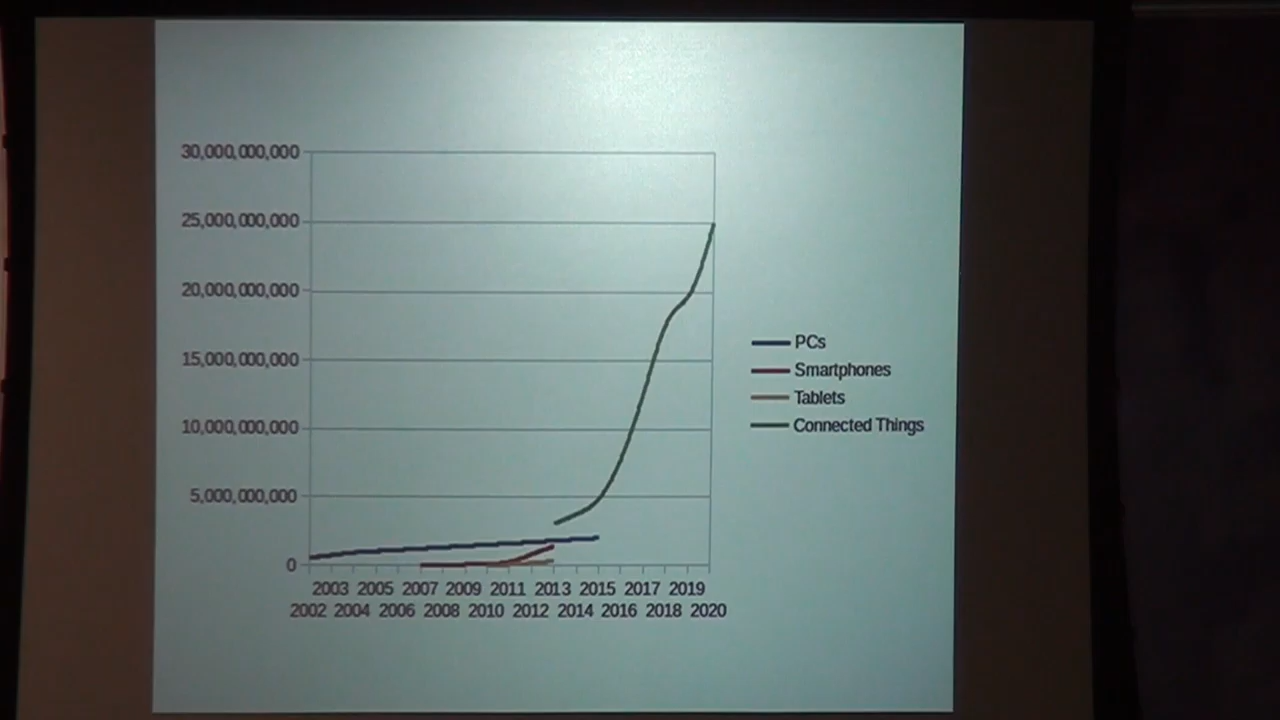 30,000,000,000
25,000,000,000
20,000,000,000
15,000,000,000
10,000,000,000
5,000,000,000
0
2003 2005 2007 2009 2011 2013 2015 2017 2019
2002 2004 2006 2008 2010 2012 2014 2016 2018 2020
PCs
Smartphones
Tablets
Connected Things